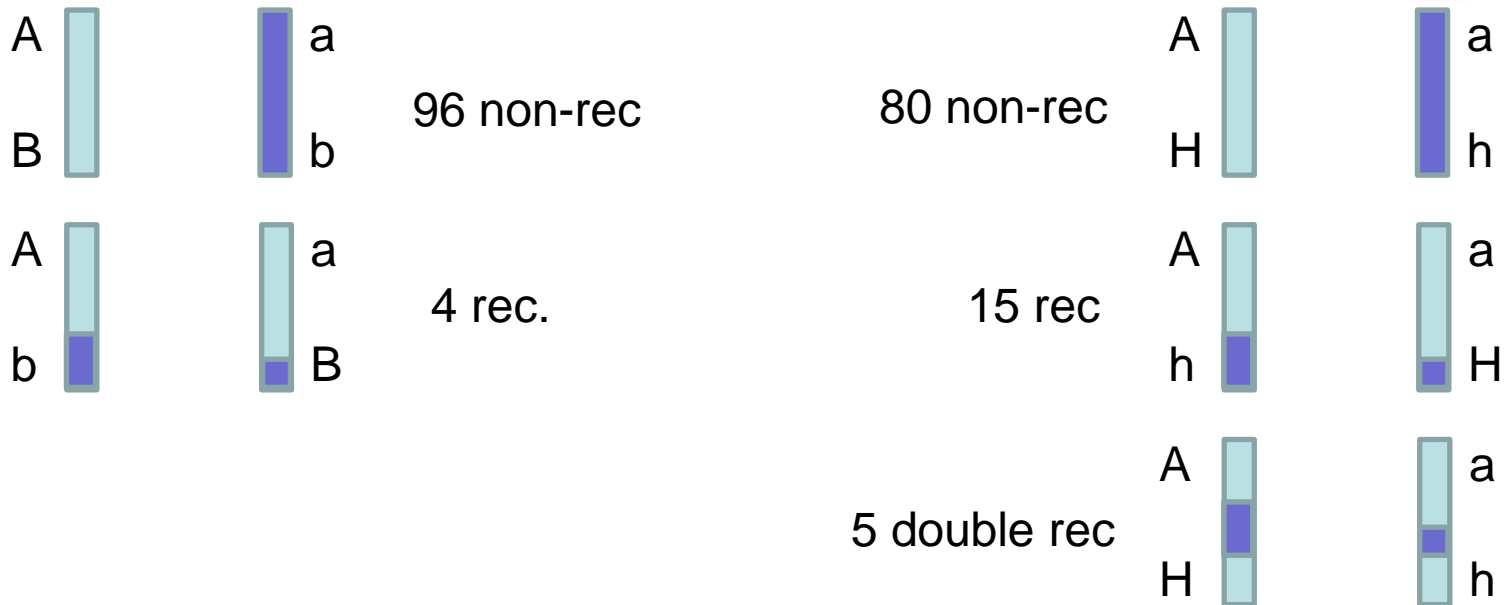 A a
96 non-rec
B b
A a
4 rec.
b B
A a
80 non-rec
H h
A a
15 rec
h H
A a
5 double rec
H h